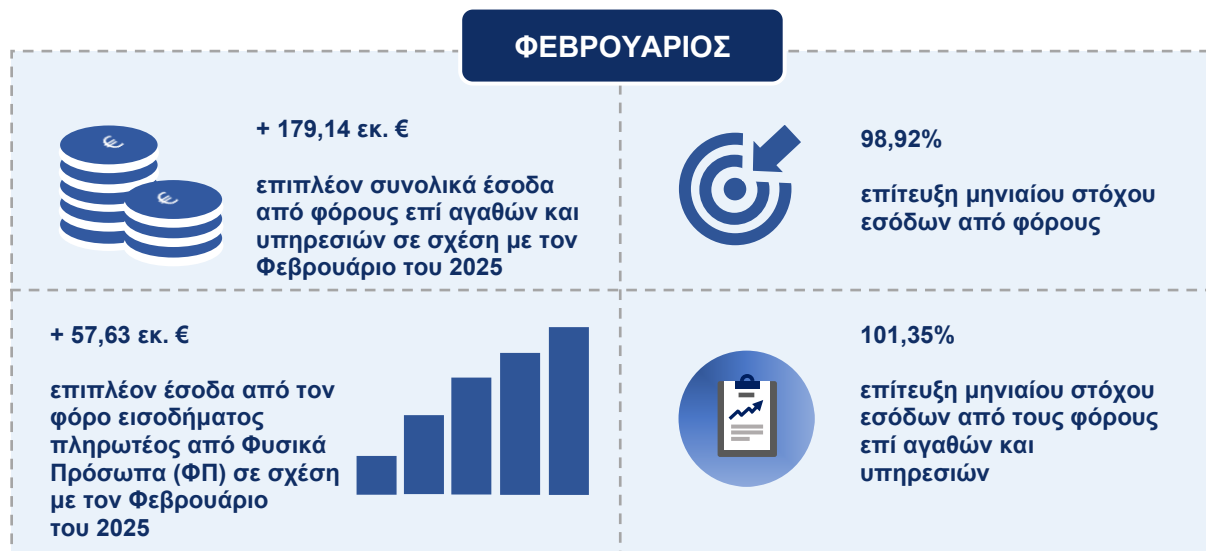 ΦΕΒΡΟΥΑΡΙΟΣ
+ 179,14 εκ. €
επιπλέον συνολικά έσοδα
από φόρους επί αγαθών και
υπηρεσιών σε σχέση με τον
Φεβρουάριο του 2025
98,92%
επίτευξη μηνιαίου στόχου
εσόδων από φόρους
+ 57,63 εκ. €
επιπλέον έσοδα από τον
φόρο εισοδήματος
πληρωτέος από Φυσικά
Πρόσωπα (ΦΠ) σε σχέση
με τον Φεβρουάριο
του 2025
101,35%
επίτευξη μηνιαίου στόχου
εσόδων από τους φόρους
επί αγαθών και
υπηρεσιών